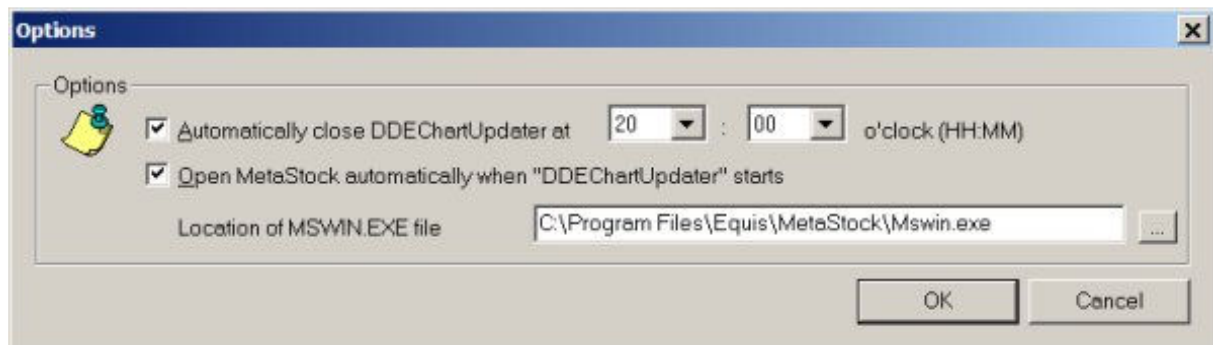 Options
Options
Automatically close DDEChartUpdater at 20 : 00 o'clock (HH:MM)
Open MetaStock automatically when "DDEChartUpdater" starts
Location of MSWIN.EXE file C:\Program Files\Equis\MetaStock\Mswin.exe ...
OK Cancel